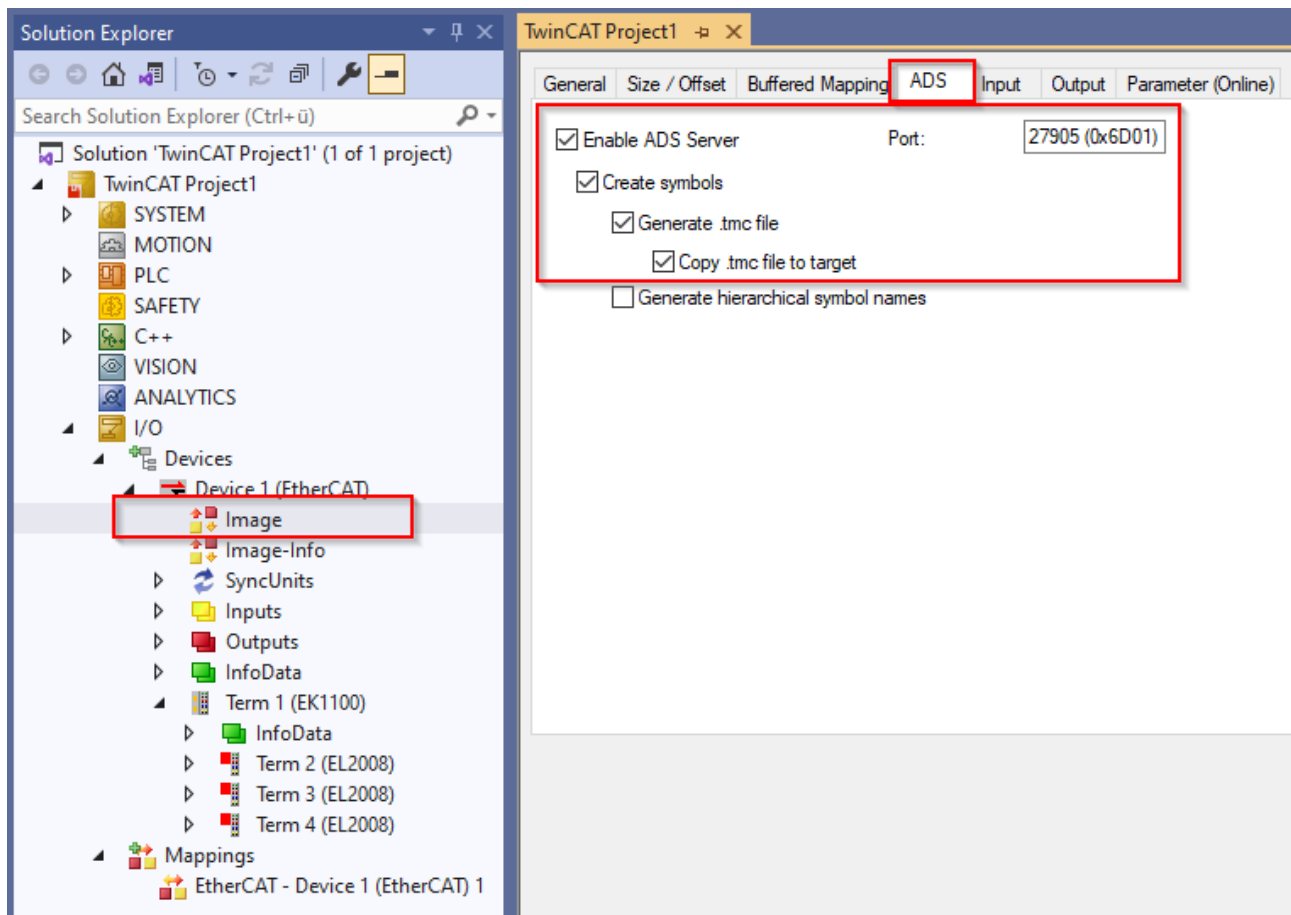 Solution Explorer
Search Solution Explorer (Ctrl+ü)
Solution 'TwinCAT Project1' (1 of 1 project)
TwinCAT Project1
SYSTEM
MOTION
PLC
SAFETY
C++
VISION
ANALYTICS
I/O
Devices
Device 1 (EtherCAT)
Image
Image-Info
SyncUnits
Inputs
Outputs
InfoData
Term 1 (EK1100)
InfoData
Term 2 (EL2008)
Term 3 (EL2008)
Term 4 (EL2008)
Mappings
EtherCAT - Device 1 (EtherCAT) 1
TwinCAT Project1
General Size / Offset Buffered Mapping ADS Input Output Parameter (Online)
Enable ADS Server Port: 27905 (0x6D01)
Create symbols
Generate .tmc file
Copy .tmc file to target
Generate hierarchical symbol names